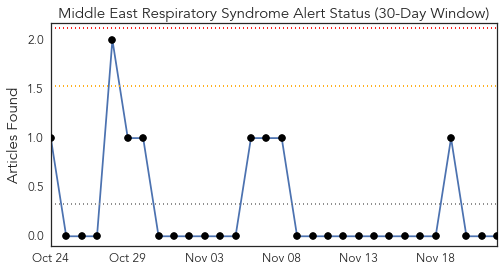 Middle East Respiratory Syndrome Alert Status (30-Day Window)
Articles Found
2.0
1.5
1.0
0.5
0.0
Oct 24 Oct 29 Nov 03 Nov 08 Nov 13 Nov 18